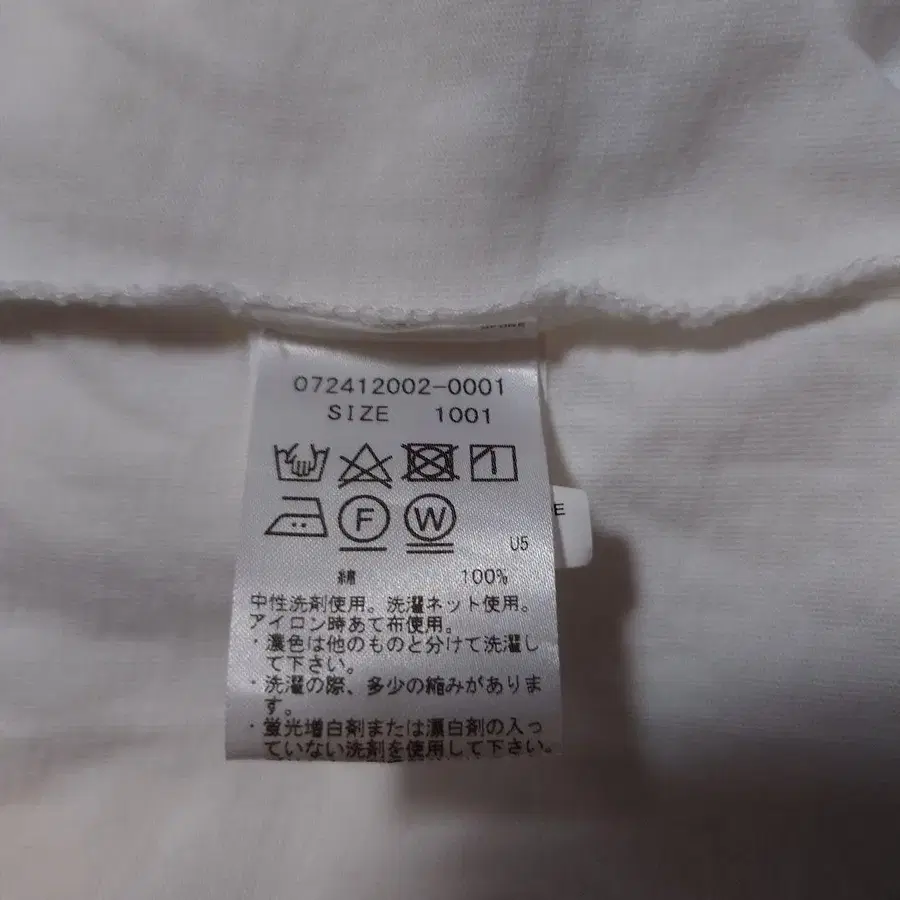 072412002-0001
SIZE 1001
F W
U5
E
綿 100%
中性洗剤使用。洗濯ネット使用。
アイロン時あて布使用。
・濃色は他のものと分けて洗濯し
て下さい。
・洗濯の際、多少の縮みがありま
す。
・蛍光増白剤または漂白剤の入っ
ていない洗剤を使用して下さい。